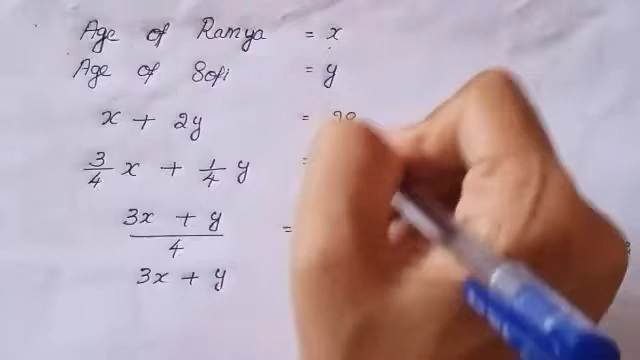 Age of Ramya = x
Age of Sofi = y
x + 2y =
3/4 x + 1/4 y =
3x + y / 4 =
3x + y